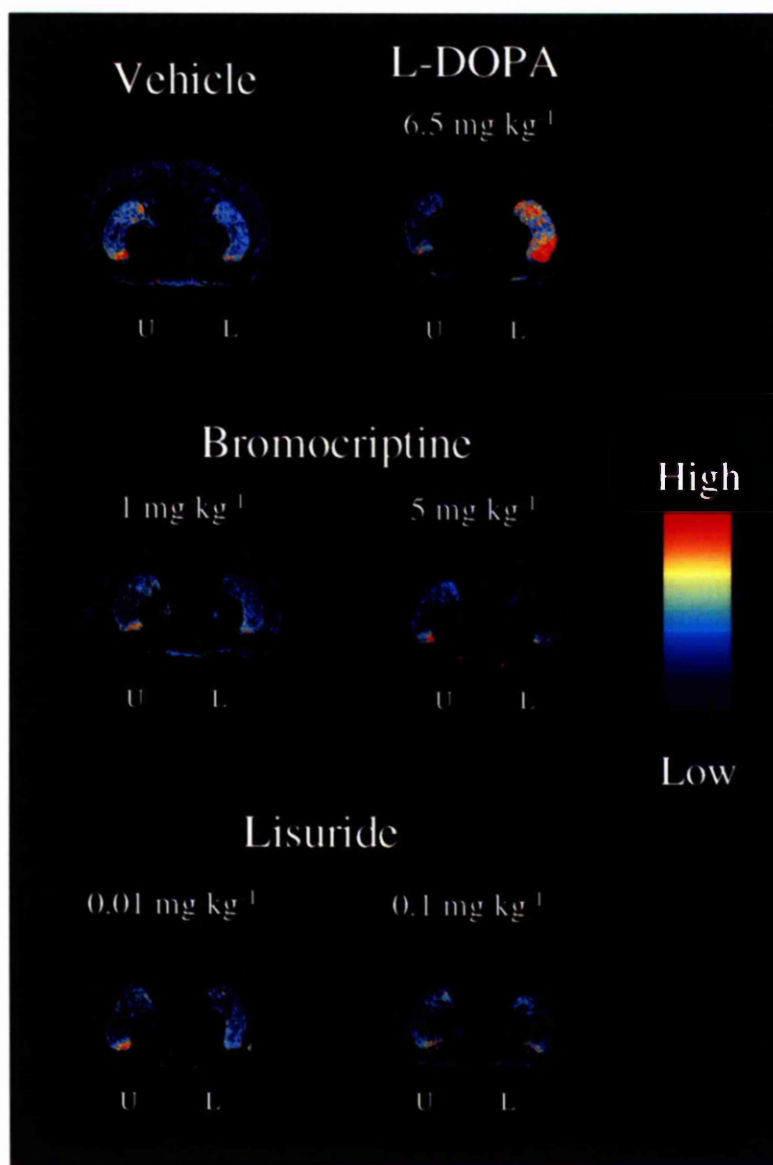 Vehicle
L-DOPA
6.5 mg kg⁻¹
U L
U L
Bromocriptine
1 mg kg⁻¹
5 mg kg⁻¹
U L
U L
High
Low
Lisuride
0.01 mg kg⁻¹
0.1 mg kg⁻¹
U L
U L